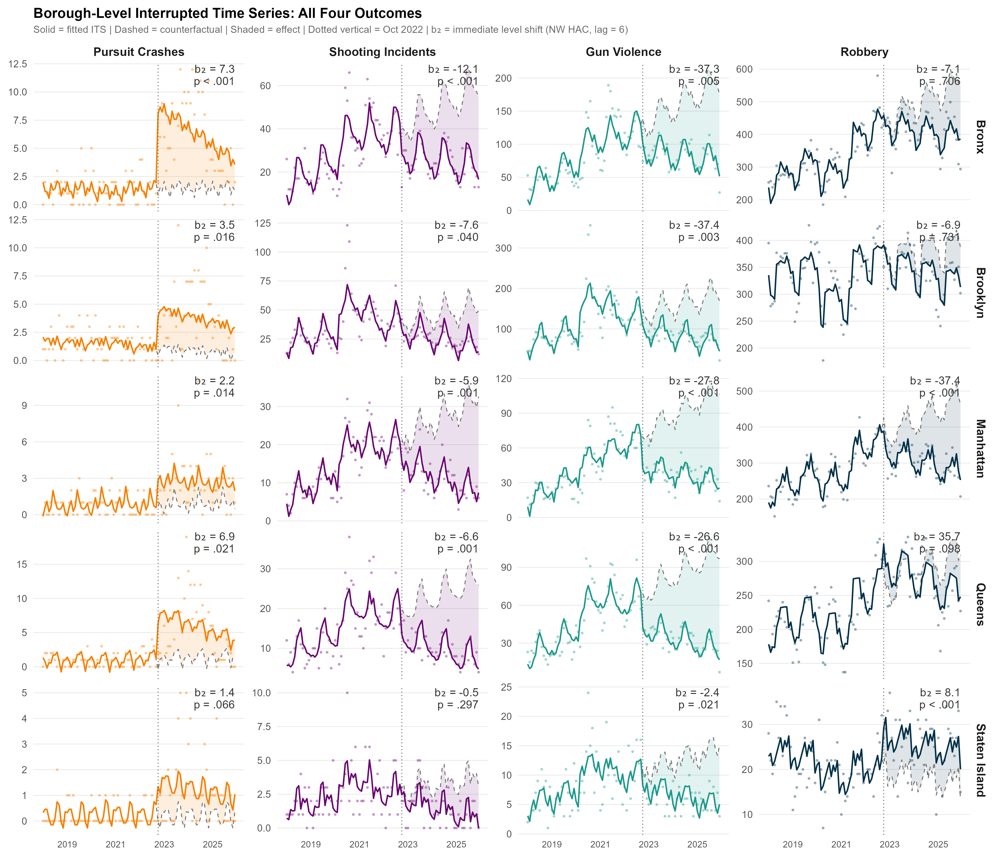 Borough-Level Interrupted Time Series: All Four Outcomes
Solid = fitted ITS | Dashed = counterfactual | Shaded = effect | Dotted vertical = Oct 2022 | b₂ = immediate level shift (NW HAC, lag = 6)
Pursuit Crashes
Shooting Incidents
Gun Violence
Robbery
12.5
10.0
7.5
5.0
2.5
0.0
b₂ = 7.3
p < .001
60
40
20
b₂ = -12.1
p < .001
200
150
100
50
0
b₂ = -37.3
p = .005
600
500
400
300
200
b₂ = -7.1
p = .706
Bronx
12.5
10.0
7.5
5.0
2.5
0.0
b₂ = 3.5
p = .016
125
100
75
50
25
b₂ = -7.6
p = .040
300
200
100
b₂ = -37.4
p = .003
400
350
300
250
200
b₂ = -6.9
p = .731
Brooklyn
9
6
3
0
b₂ = 2.2
p = .014
30
20
10
0
b₂ = -5.9
p = .001
120
90
60
30
0
b₂ = -27.8
p < .001
500
400
300
200
b₂ = -37.4
p < .001
Manhattan
15
10
5
0
b₂ = 6.9
p = .021
30
20
10
b₂ = -6.6
p = .001
90
60
30
b₂ = -26.6
p < .001
300
250
200
150
b₂ = 35.7
p = .098
Queens
5
4
3
2
1
0
b₂ = 1.4
p = .066
10.0
7.5
5.0
2.5
0.0
b₂ = -0.5
p = .297
25
20
15
10
5
0
b₂ = -2.4
p = .021
30
20
10
b₂ = 8.1
p < .001
Staten Island
2019 2021 2023 2025
2019 2021 2023 2025
2019 2021 2023 2025
2019 2021 2023 2025